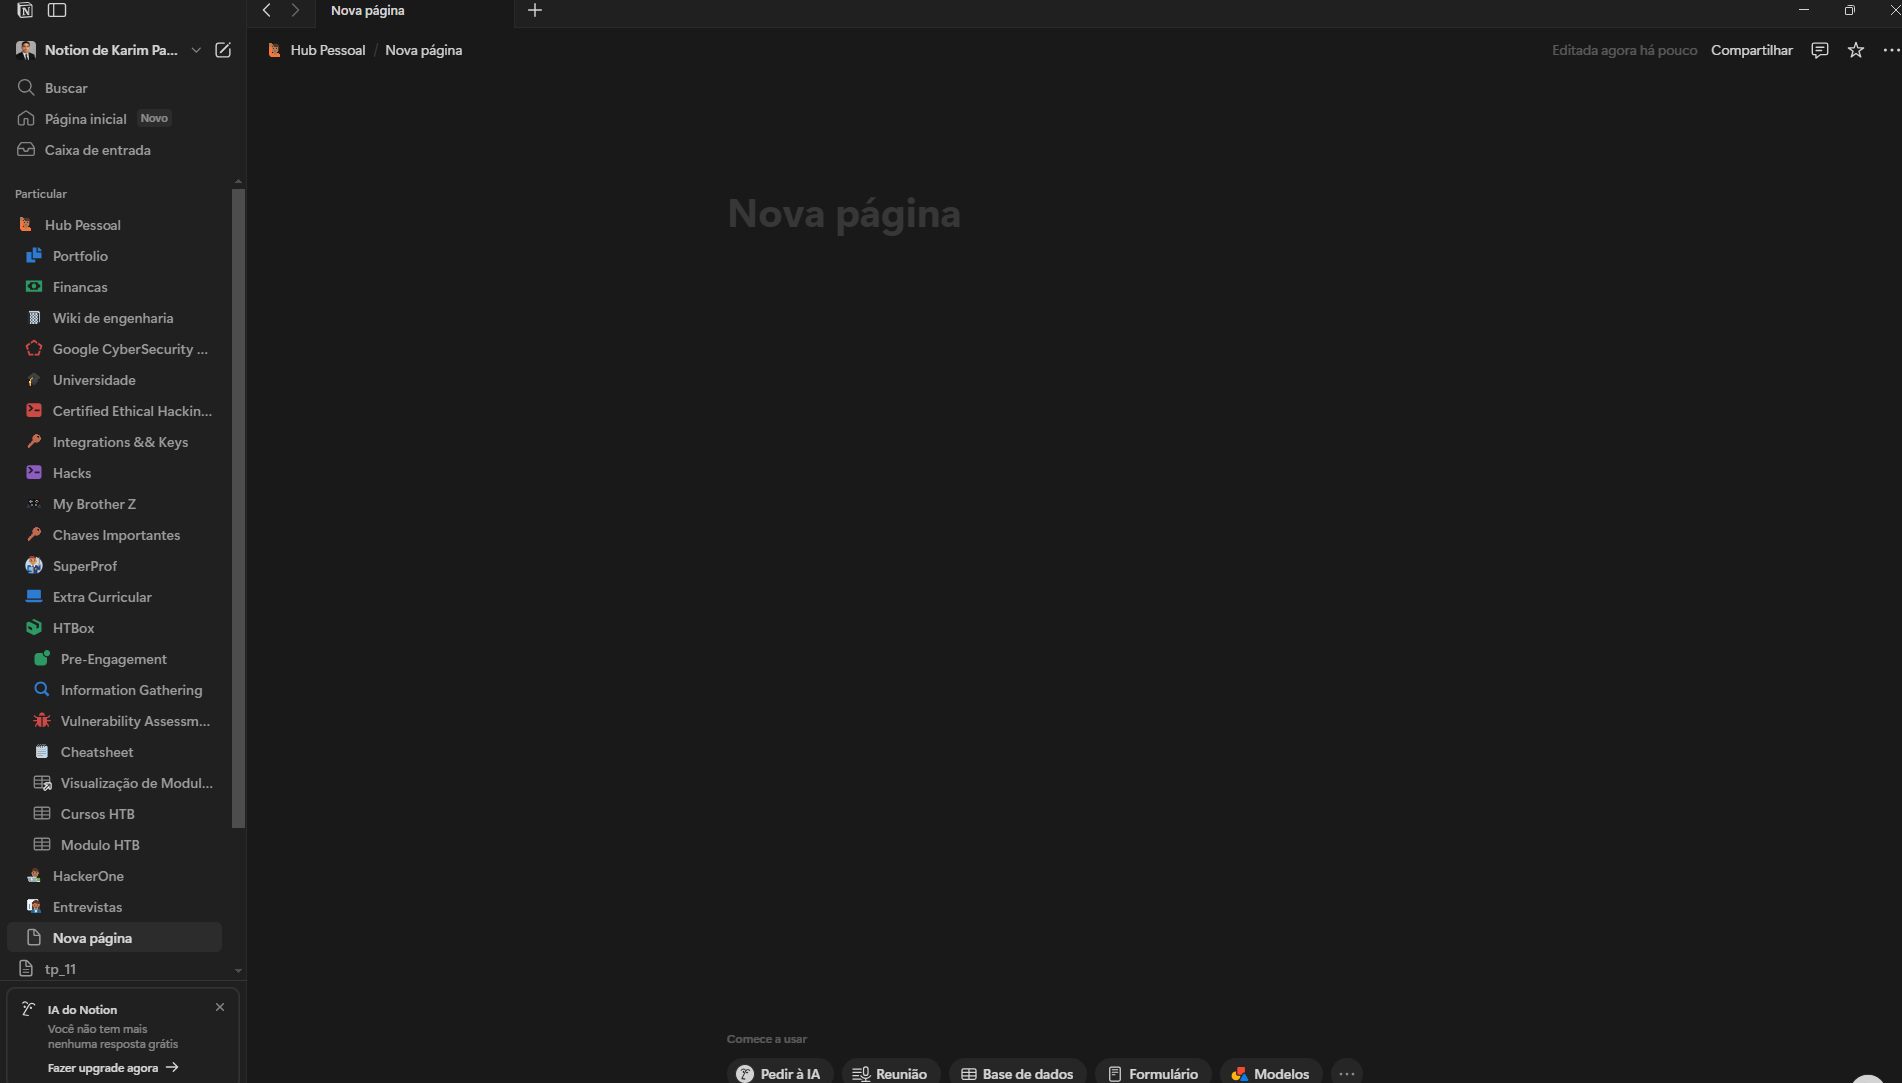 Nova página
Notion de Karim Pa...
Hub Pessoal / Nova página
Editada agora há pouco
Compartilhar
Buscar
Página inicial Novo
Caixa de entrada
Particular
Hub Pessoal
Portfolio
Financas
Wiki de engenharia
Google CyberSecurity ...
Universidade
Certified Ethical Hackin...
Integrations && Keys
Hacks
My Brother Z
Chaves Importantes
SuperProf
Extra Curricular
HTBox
Pre-Engagement
Information Gathering
Vulnerability Assessm...
Cheatsheet
Visualização de Modul...
Cursos HTB
Modulo HTB
HackerOne
Entrevistas
Nova página
tp_11
IA do Notion
Você não tem mais
nenhuma resposta grátis
Fazer upgrade agora →
Nova página
Comece a usar
Pedir à IA
Reunião
Base de dados
Formulário
Modelos